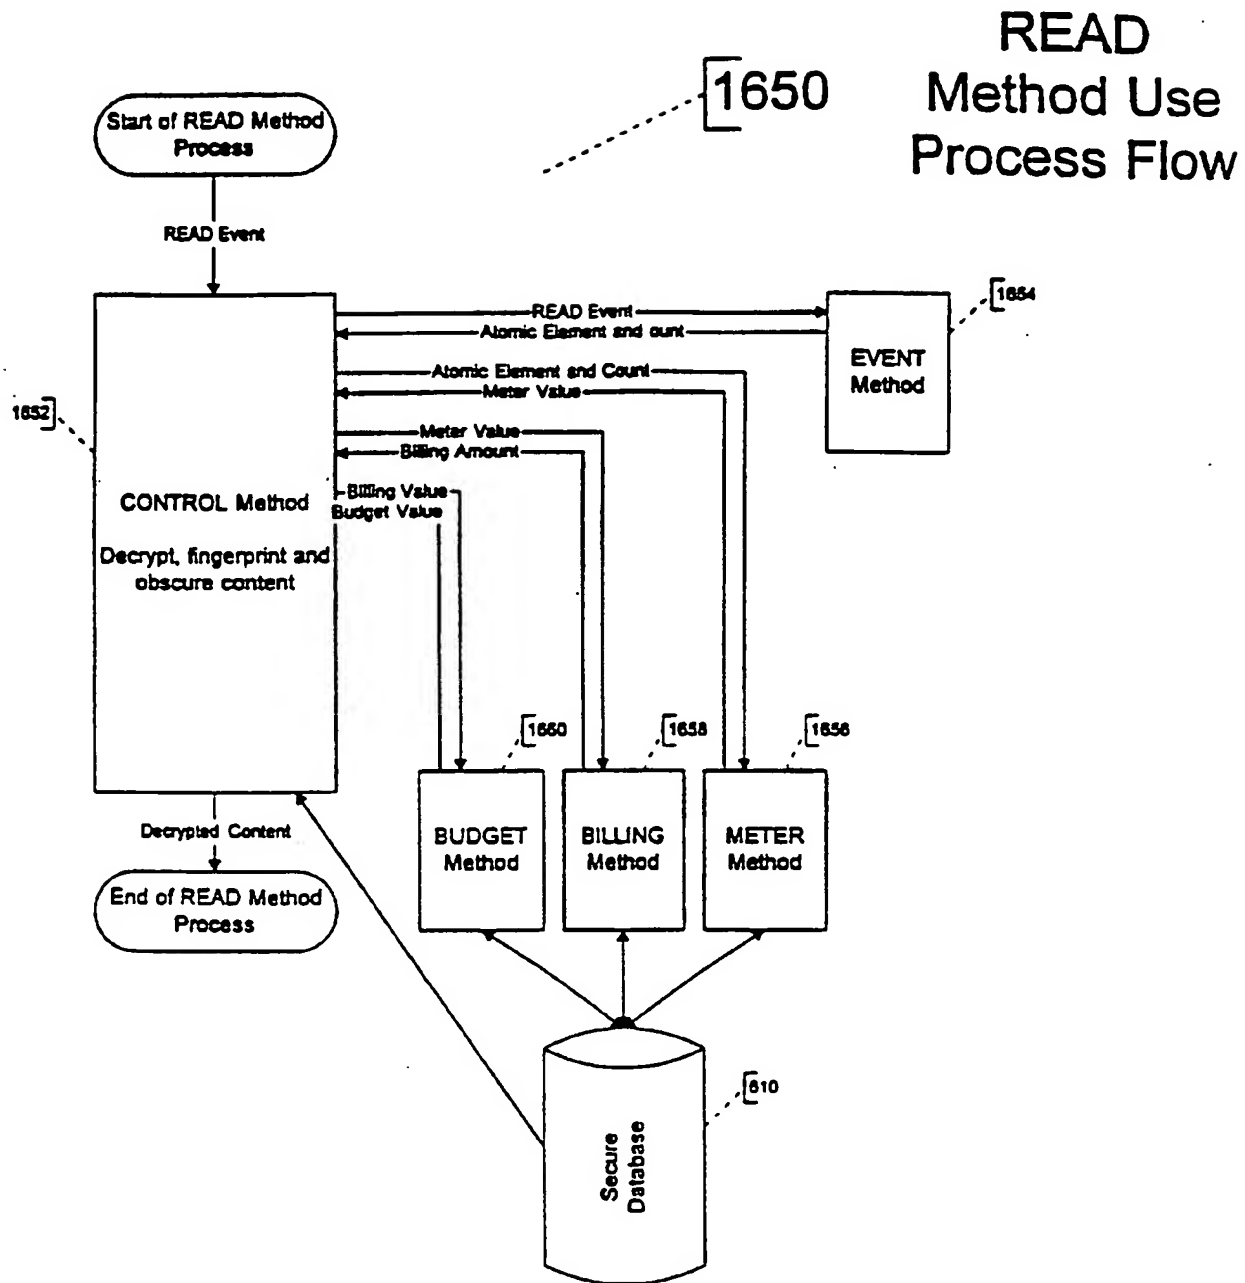 READ
Method Use
Process Flow
1650
Start of READ Method
Process
READ Event
READ Event
Atomic Element and ount
Atomic Element and Count
Meter Value
Meter Value
Billing Amount
Billing Value
Budget Value
1654
EVENT
Method
1652
CONTROL Method
Decrypt, fingerprint and
obscure content
1660
1658
1656
BUDGET
Method
BILLING
Method
METER
Method
Decrypted Content
End of READ Method
Process
Secure
Database
610